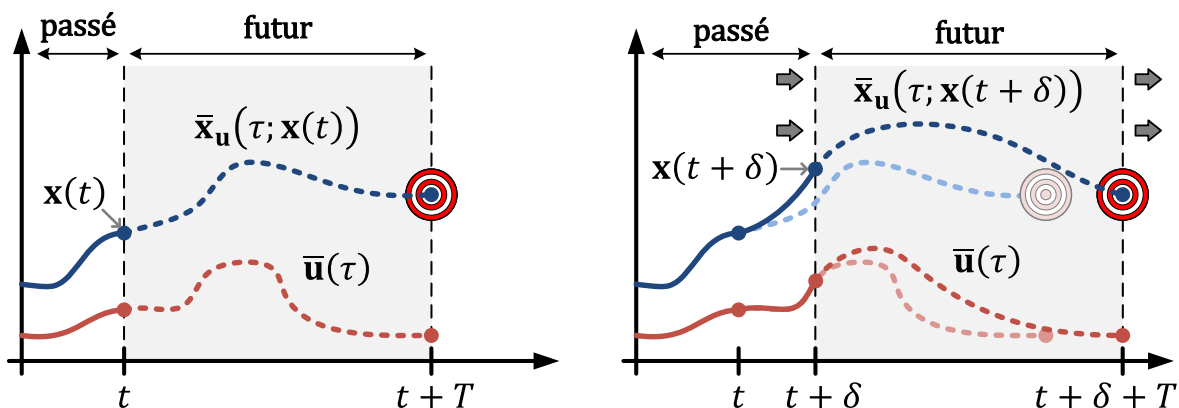 passé futur
x̄ᵤ(τ; x(t))
x(t)
ū(τ)
t t + T
passé futur
x̄ᵤ(τ; x(t + δ))
x(t + δ)
ū(τ)
t t + δ t + δ + T